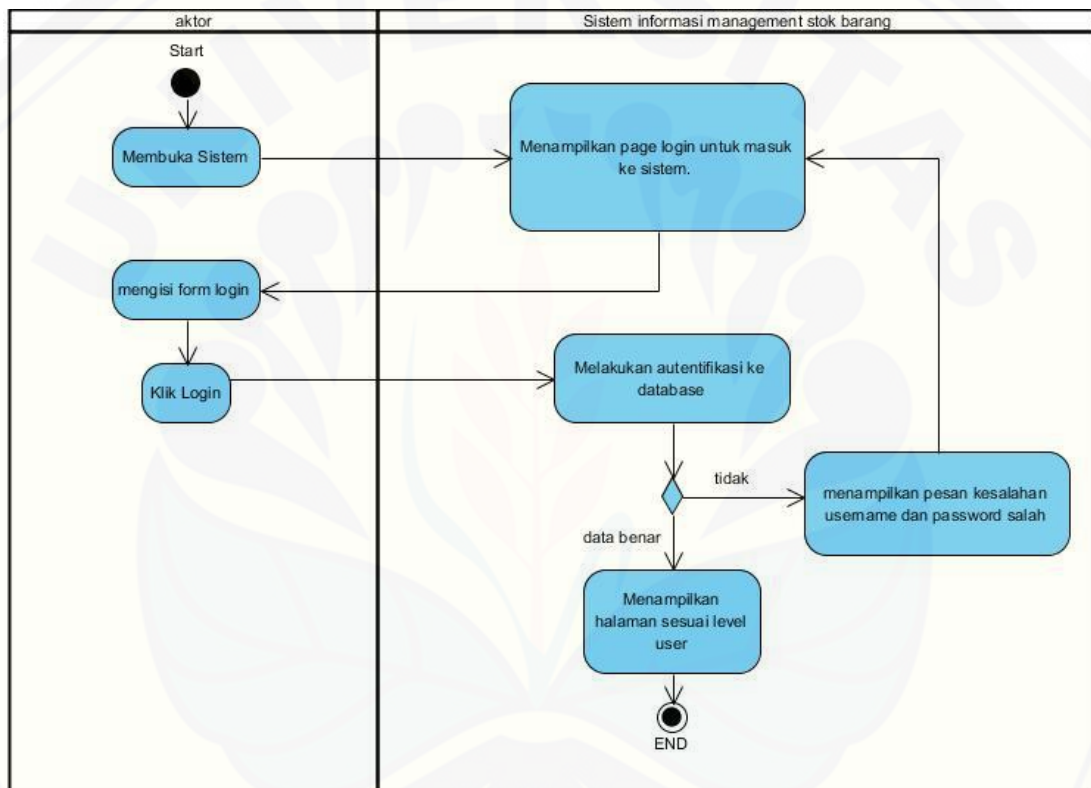 aktor
Sistem informasi management stok barang
Start
Membuka Sistem
Menampilkan page login untuk masuk
ke sistem.
mengisi form login
Klik Login
Melakukan autentifikasi ke
database
tidak
menampilkan pesan kesalahan
username dan password salah
data benar
Menampilkan
halaman sesuai level
user
END
UNIVERSITAS